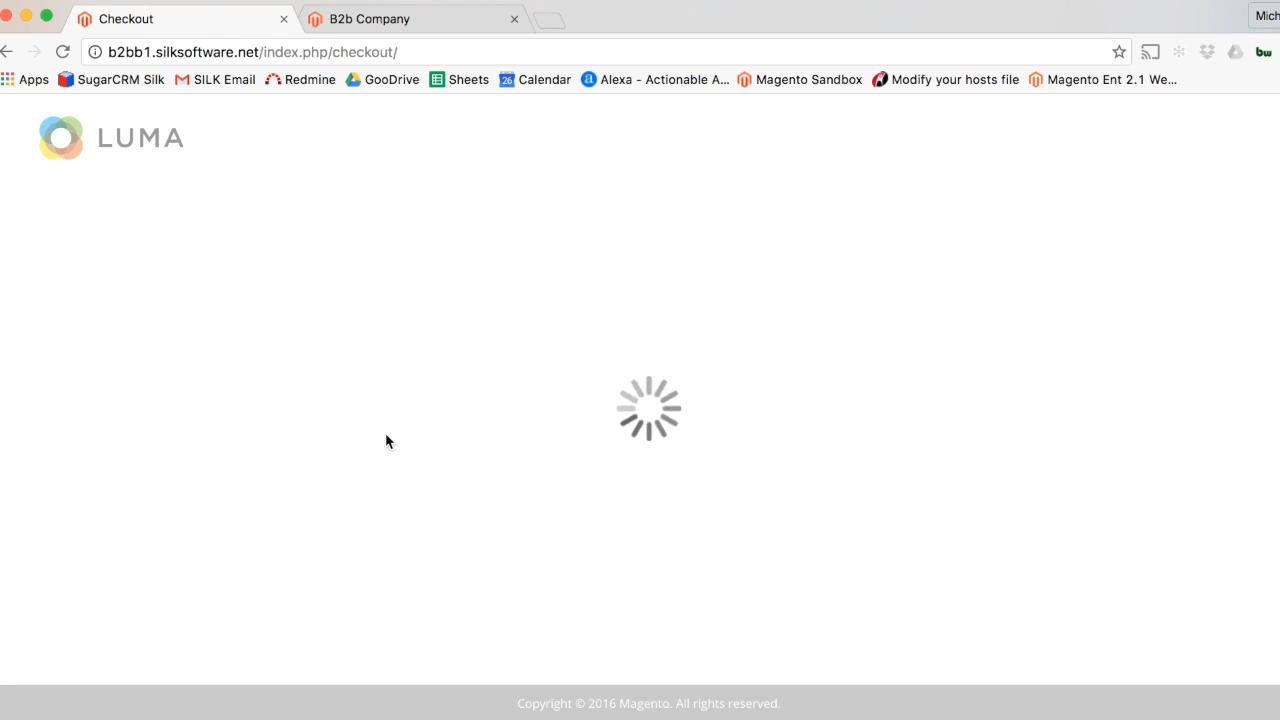 Checkout
B2b Company
Mich
b2bb1.silksoftware.net/index.php/checkout/
bw
Apps SugarCRM Silk SILK Email Redmine GooDrive Sheets 26 Calendar a Alexa - Actionable A... Magento Sandbox Modify your hosts file Magento Ent 2.1 We...
LUMA
Copyright © 2016 Magento. All rights reserved.